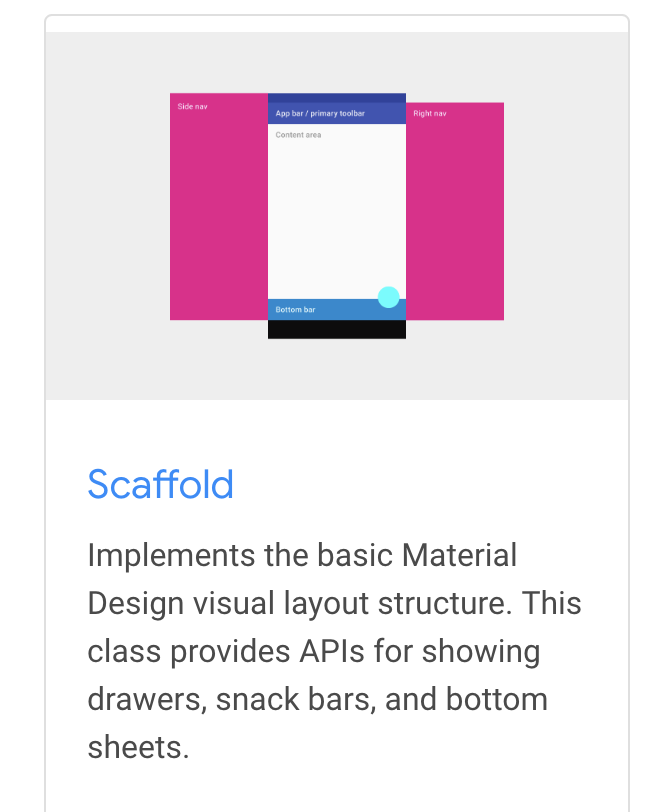 Side nav
App bar / primary toolbar
Right nav
Content area
Bottom bar
Scaffold
Implements the basic Material
Design visual layout structure. This
class provides APIs for showing
drawers, snack bars, and bottom
sheets.